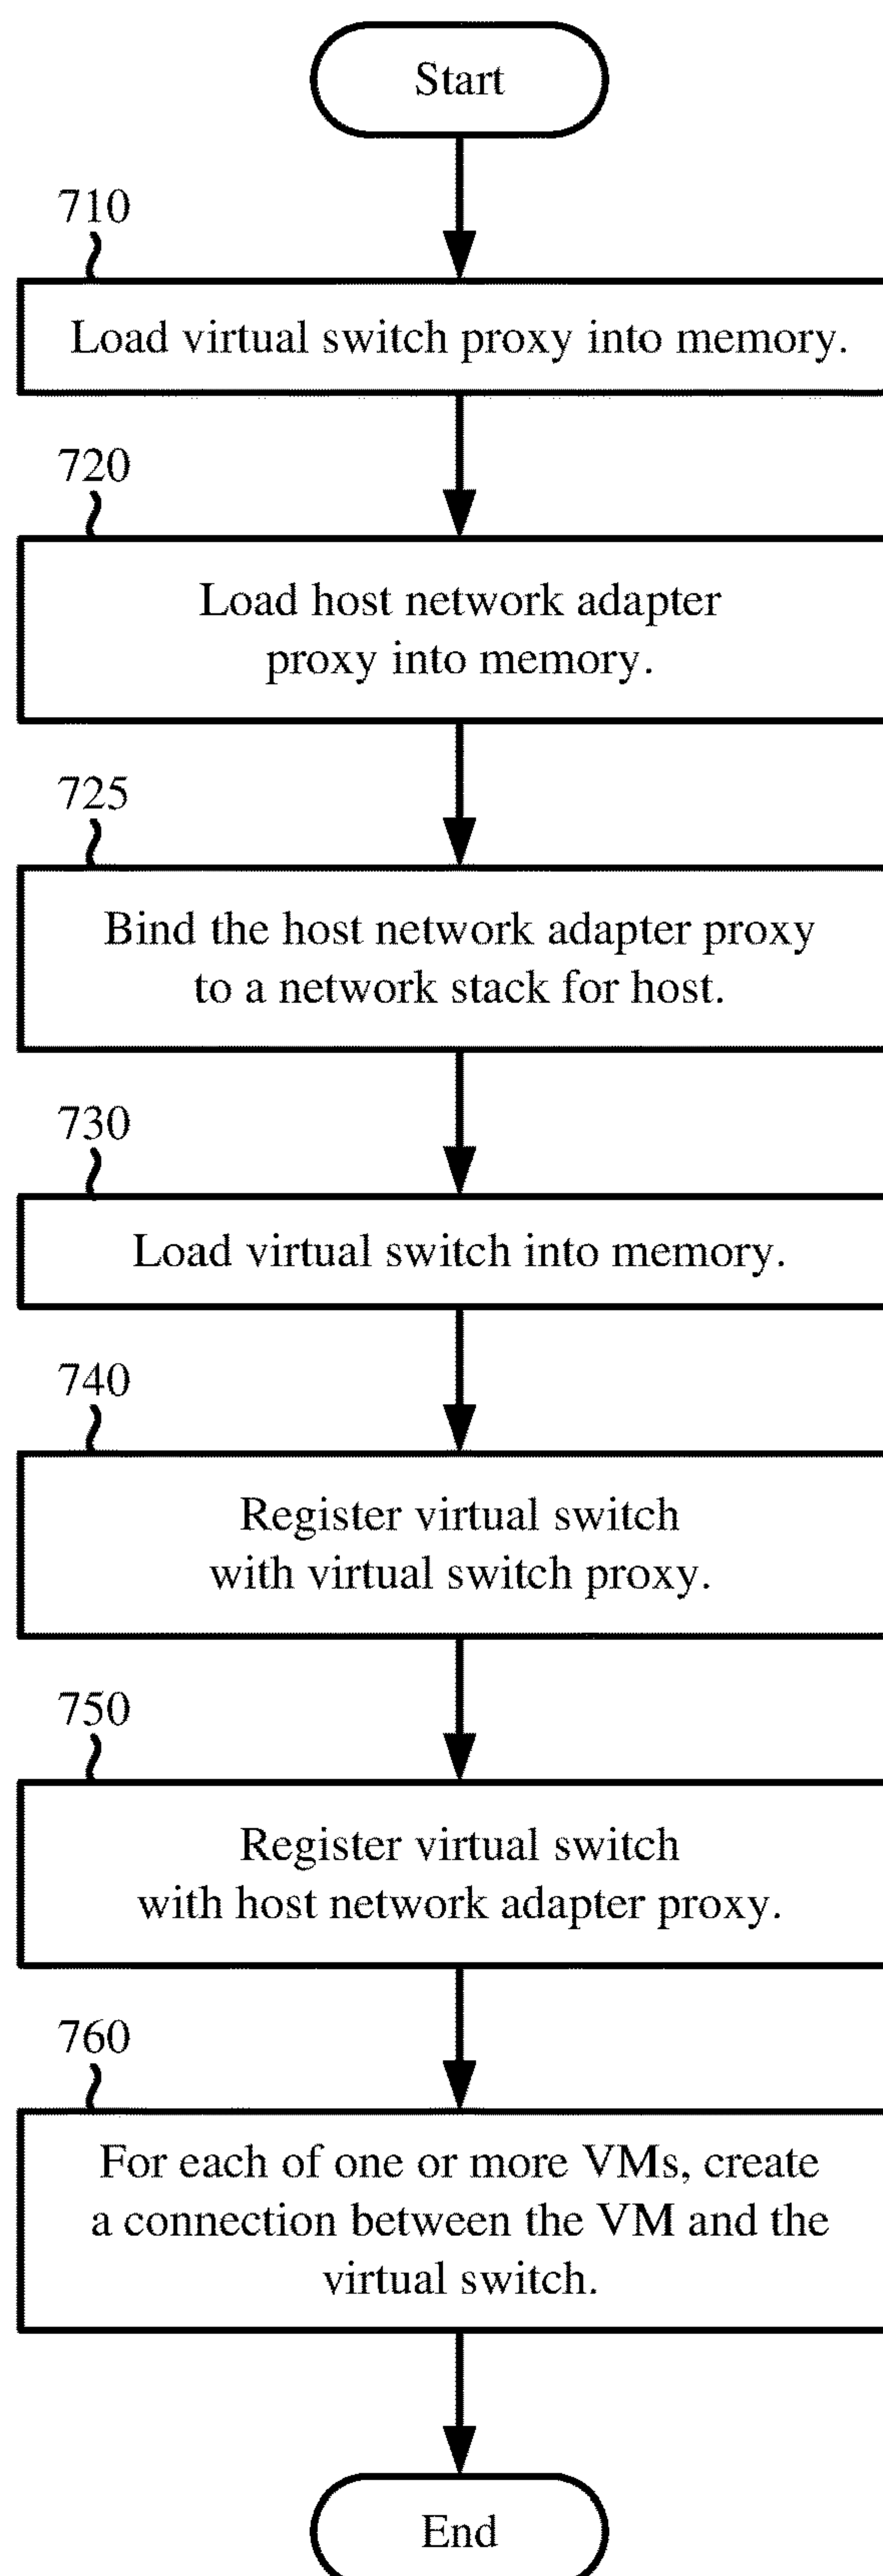 Start
710
Load virtual switch proxy into memory.
720
Load host network adapter
proxy into memory.
725
Bind the host network adapter proxy
to a network stack for host.
730
Load virtual switch into memory.
740
Register virtual switch
with virtual switch proxy.
750
Register virtual switch
with host network adapter proxy.
760
For each of one or more VMs, create
a connection between the VM and the
virtual switch.
End